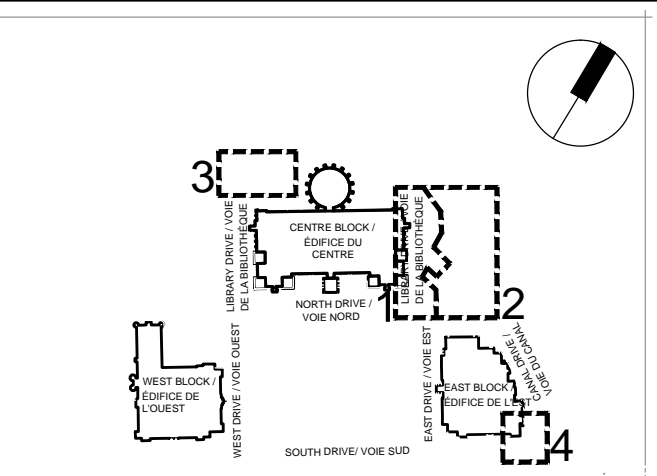 3
LIBRARY DRIVE / VOIE
DE LA BIBLIOTHÈQUE
CENTRE BLOCK /
ÉDIFICE DU
CENTRE
LIBRARY DRIVE / VOIE
DE LA BIBLIOTHÈQUE
NORTH DRIVE /
VOIE NORD
1
2
WEST BLOCK /
ÉDIFICE DE
L'OUEST
WEST DRIVE / VOIE OUEST
EAST DRIVE / VOIE EST
EAST BLOCK /
ÉDIFICE DE L'EST
CANAL DRIVE /
VOIE DU CANAL
4
SOUTH DRIVE/ VOIE SUD